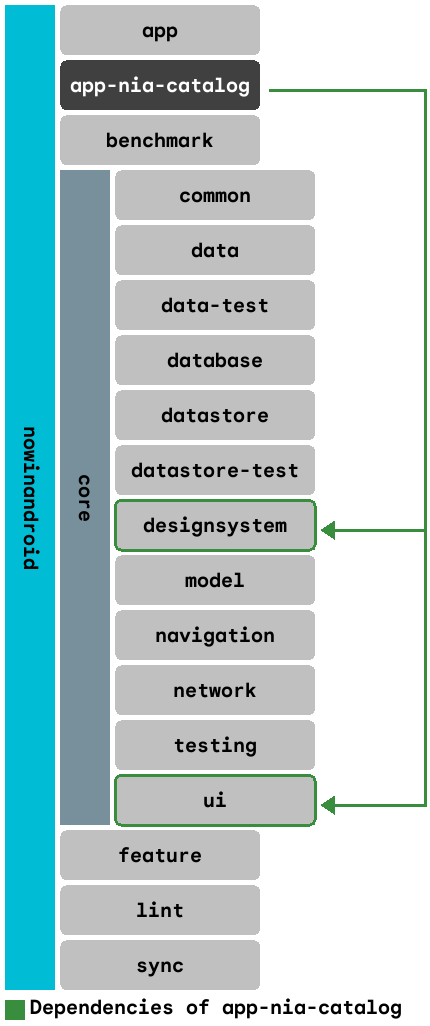 nowinandroid
app
app-nia-catalog
benchmark
core
common
data
data-test
database
datastore
datastore-test
designsystem
model
navigation
network
testing
ui
feature
lint
sync
Dependencies of app-nia-catalog